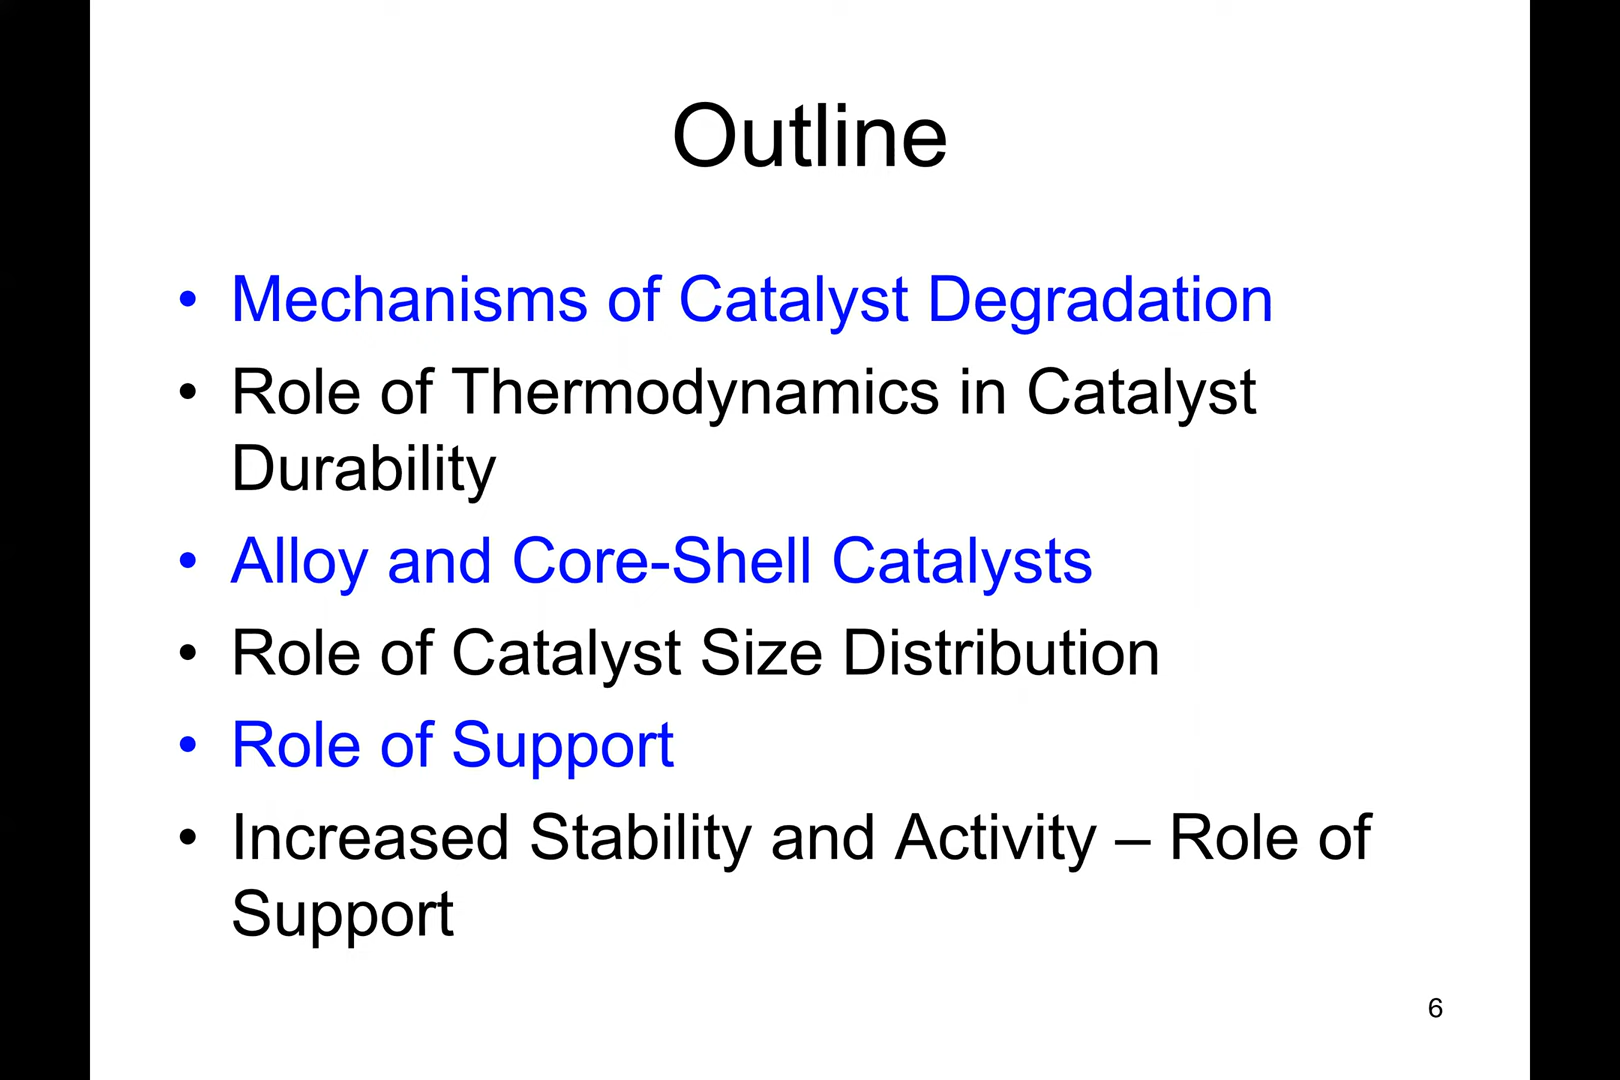 Outline
• Mechanisms of Catalyst Degradation
• Role of Thermodynamics in Catalyst
Durability
• Alloy and Core-Shell Catalysts
• Role of Catalyst Size Distribution
• Role of Support
• Increased Stability and Activity – Role of
Support
6